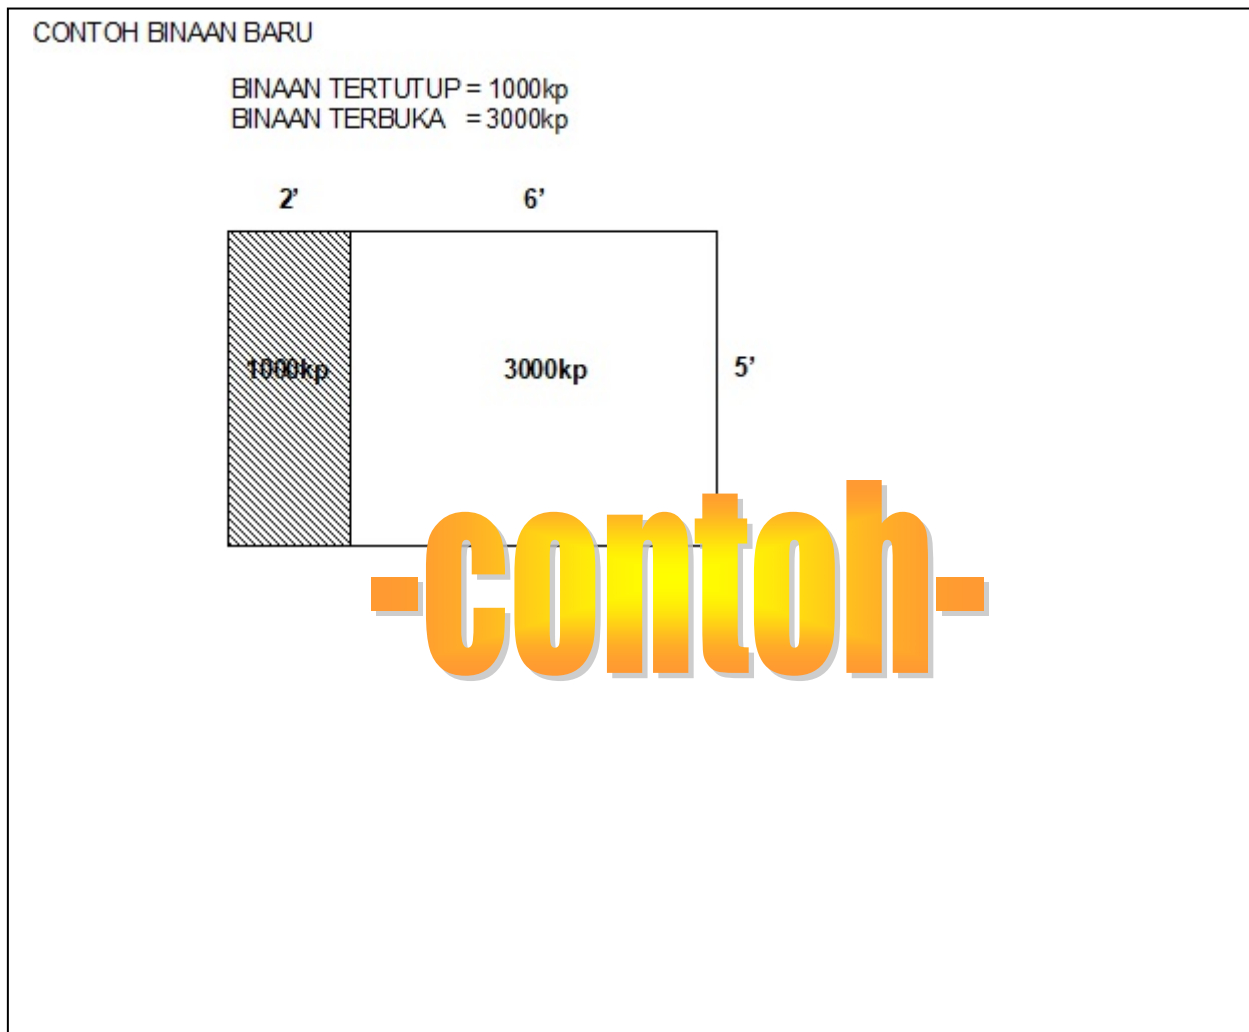 CONTOH BINAAN BARU
BINAAN TERTUTUP = 1000kp
BINAAN TERBUKA = 3000kp
2' 6'
1000kp 3000kp 5'
-contoh-